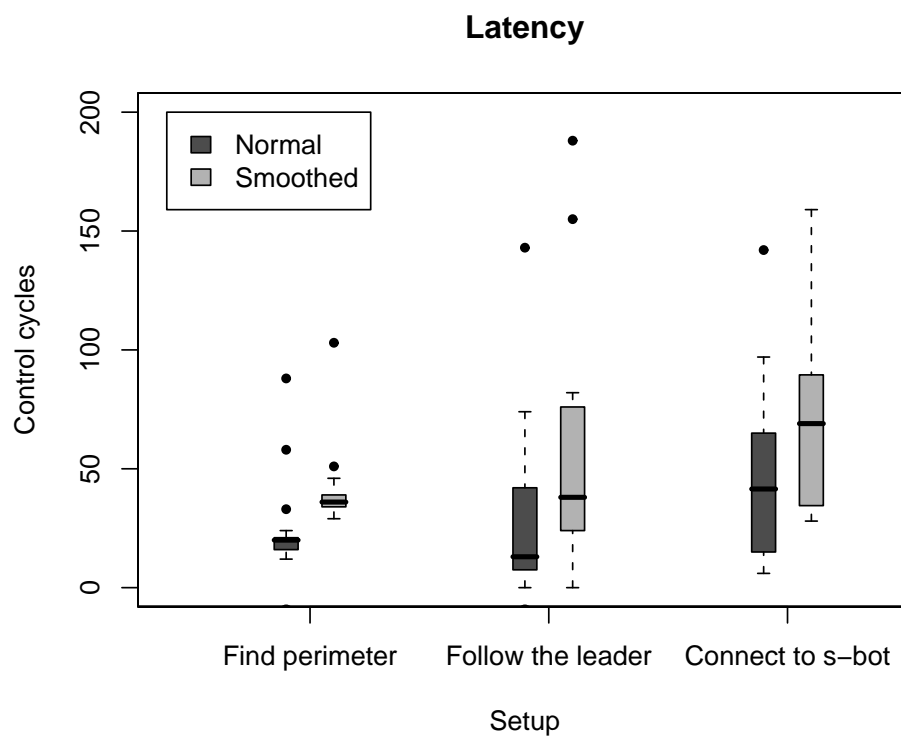 Latency
Normal
Smoothed
Control cycles
200
150
100
50
0
Find perimeter
Follow the leader
Connect to s−bot
Setup